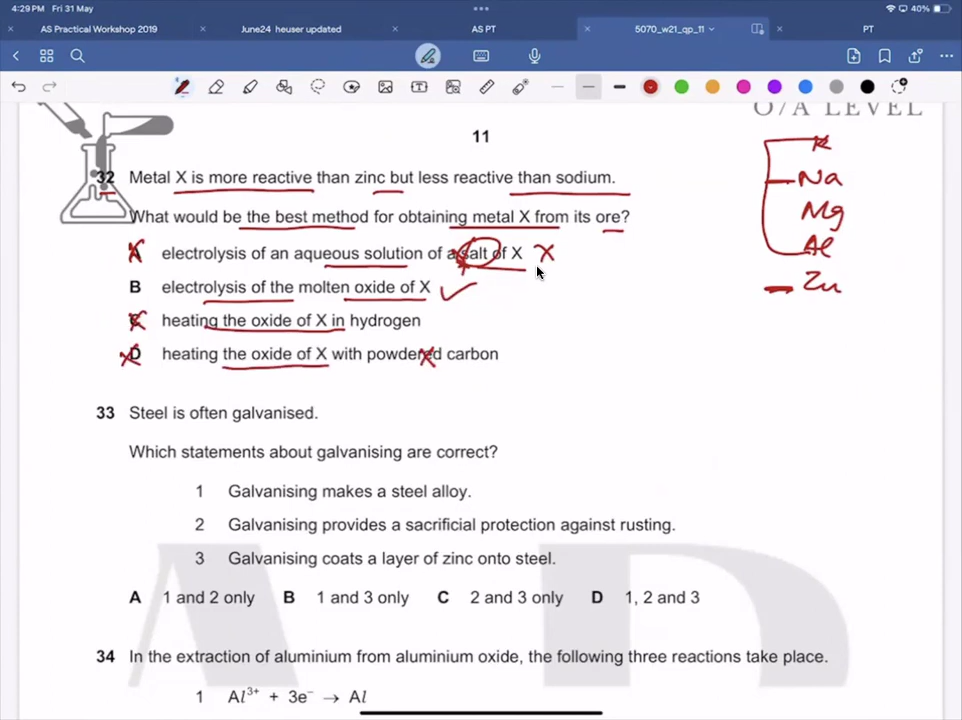 4:29 PM Fri 31 May
40%
AS Practical Workshop 2019
June24 heuser updated
AS PT
5070_w21_qp_11
PT
O/A LEVEL
11
32 Metal X is more reactive than zinc but less reactive than sodium.
What would be the best method for obtaining metal X from its ore?
A electrolysis of an aqueous solution of a salt of X
B electrolysis of the molten oxide of X
C heating the oxide of X in hydrogen
D heating the oxide of X with powdered carbon
K
Na
Mg
Al
Zn
33 Steel is often galvanised.
Which statements about galvanising are correct?
1 Galvanising makes a steel alloy.
2 Galvanising provides a sacrificial protection against rusting.
3 Galvanising coats a layer of zinc onto steel.
A 1 and 2 only B 1 and 3 only C 2 and 3 only D 1, 2 and 3
34 In the extraction of aluminium from aluminium oxide, the following three reactions take place.
1 Al³⁺ + 3e⁻ → Al